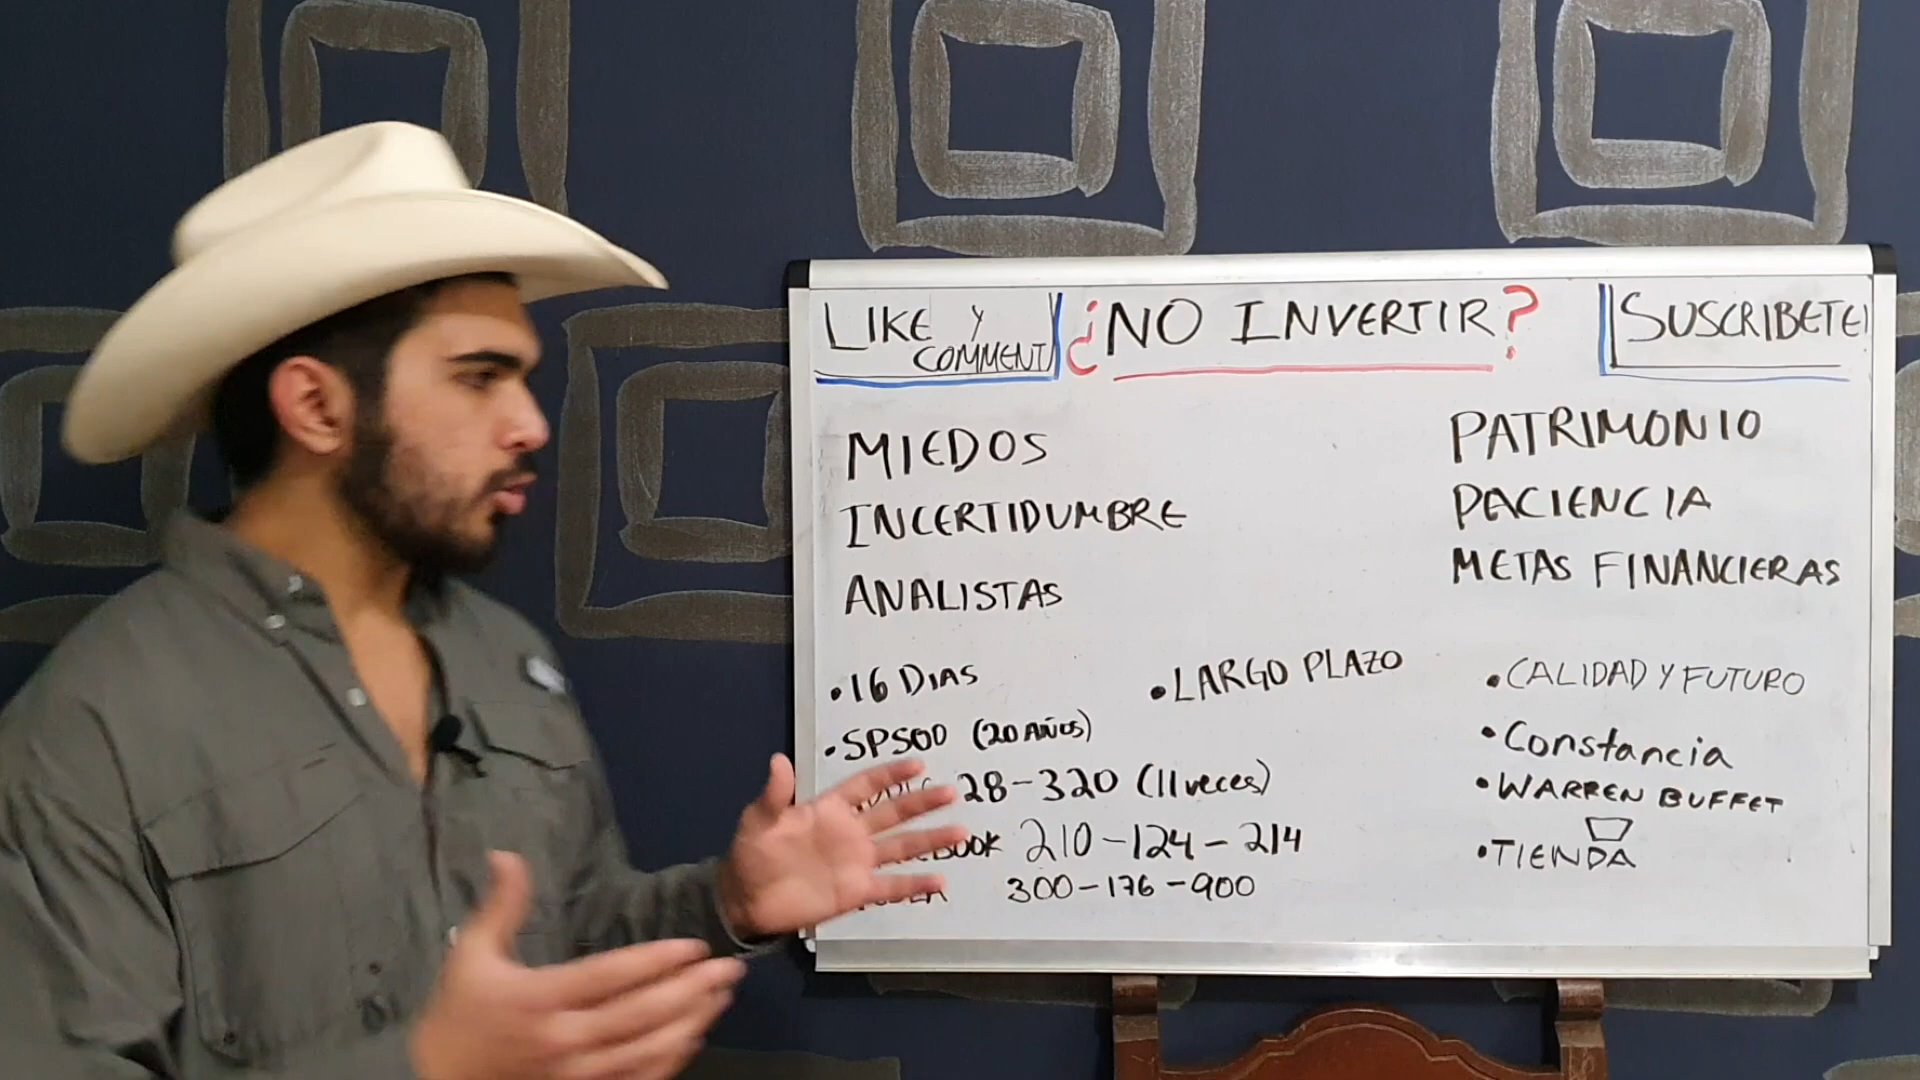 LIKE Y
COMMENT
¿NO INVERTIR?
SUSCRIBETE
MIEDOS
INCERTIDUMBRE
ANALISTAS
PATRIMONIO
PACIENCIA
METAS FINANCIERAS
•16 DIAS
•SP500 (20 AÑOS)
28-320 (11 veces)
210-124-214
300-176-900
•LARGO PLAZO
•CALIDAD Y FUTURO
•Constancia
•WARREN BUFFET
•TIENDA